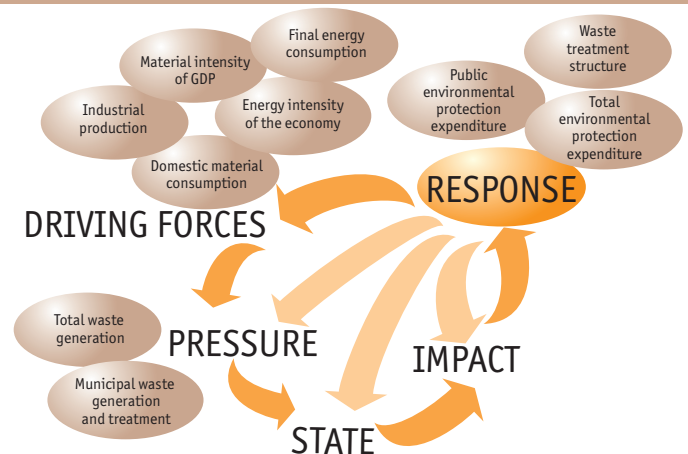 Final energy
consumption
Material intensity
of GDP
Industrial
production
Energy intensity
of the economy
Domestic material
consumption
Waste
treatment
structure
Public
environmental
protection
expenditure
Total
environmental
protection
expenditure
RESPONSE
DRIVING FORCES
Total waste
generation
PRESSURE
IMPACT
Municipal waste
generation
and treatment
STATE